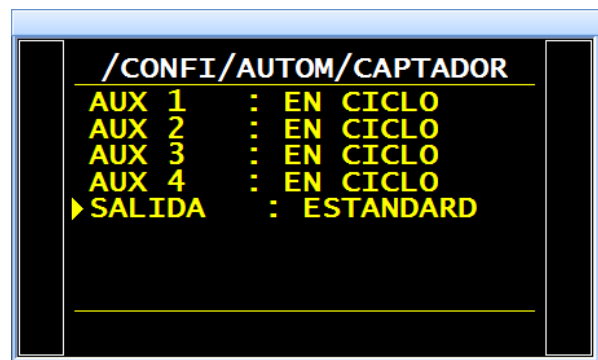 /CONFI/AUTOM/CAPTADOR
AUX 1 : EN CICLO
AUX 2 : EN CICLO
AUX 3 : EN CICLO
AUX 4 : EN CICLO
SALIDA : ESTANDARD